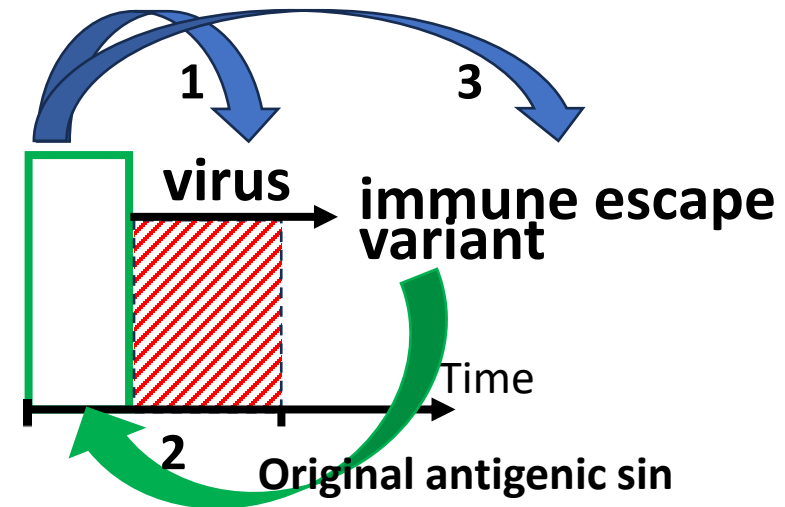 1
3
virus
immune escape
variant
Time
2
Original antigenic sin